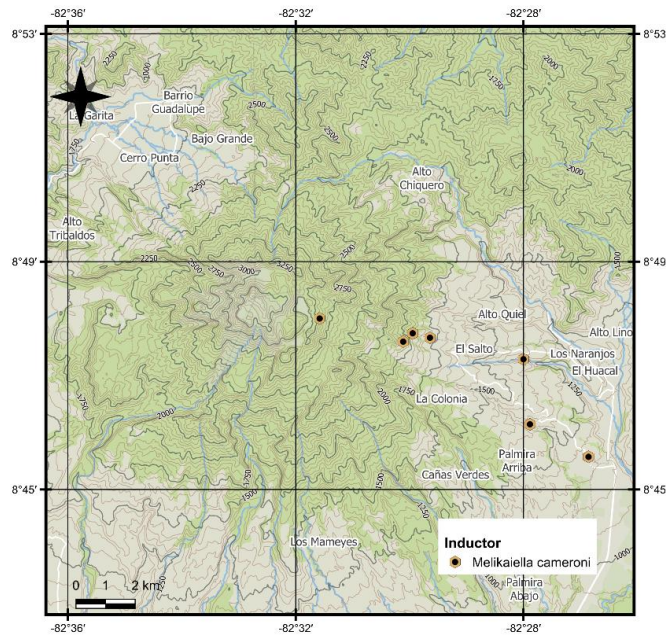 -82°36' -82°32' -82°28'
8°53' 8°53'
2250
1000
2250
2000
1750
Barrio
Guadalupe
2500
La Garita
2500
Bajo Grande
750
Cerro Punta
2000
Alto
Chiquero
2250
Alto
Tribaldos
2500
8°49' 2250 2500 2750 3000 3250 1500 8°49'
2750
Alto Quiel
Alto Lino
El Salto
Los Naranjos
El Huacal
1750
2000
1750
1500
1250
La Colonia
2000
Palmira
Arriba
Cañas Verdes
1750
1500
1500
8°45' 8°45'
1250
Inductor
Los Mameyes
Melikaiella cameroni
1000
0 1 2 km
1250
1000
Palmira
Abajo
-82°36' -82°32' -82°28'